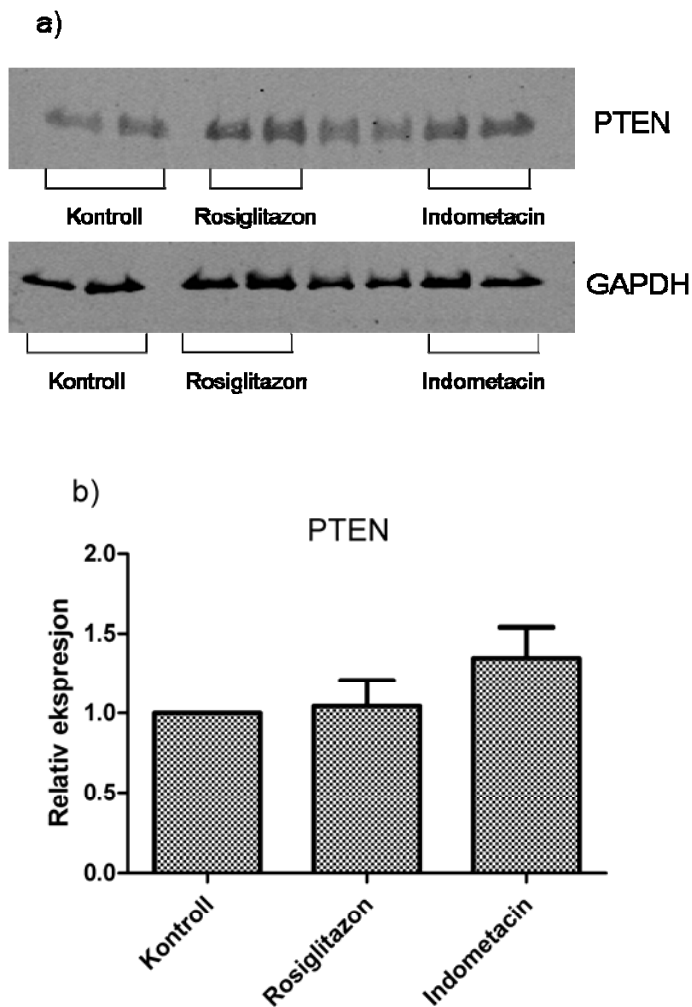 a)
PTEN
Kontroll Rosiglitazon Indometacin
GAPDH
Kontroll Rosiglitazon Indometacin
b)
PTEN
Relativ ekspresjon
2.0
1.5
1.0
0.5
0.0
Kontroll
Rosiglitazon
Indometacin